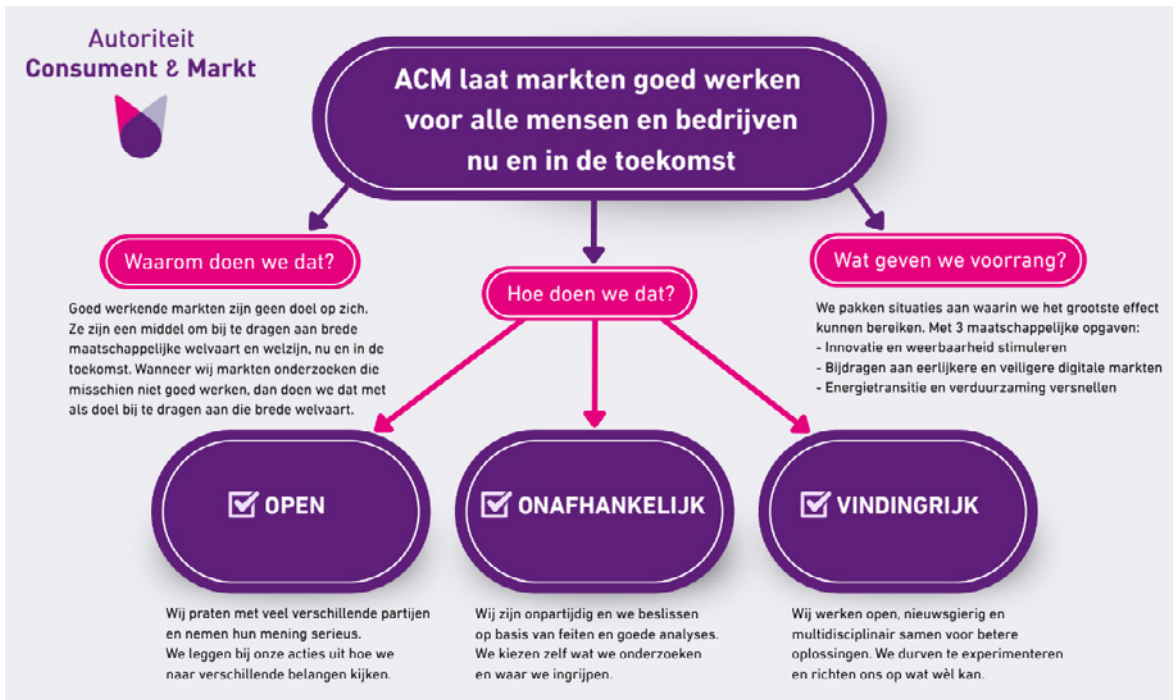 Autoriteit
Consument & Markt
ACM laat markten goed werken
voor alle mensen en bedrijven
nu en in de toekomst
Waarom doen we dat?
Goed werkende markten zijn geen doel op zich.
Ze zijn een middel om bij te dragen aan brede
maatschappelijke welvaart en welzijn, nu en in de
toekomst. Wanneer wij markten onderzoeken die
misschien niet goed werken, dan doen we dat met
als doel bij te dragen aan die brede welvaart.
Hoe doen we dat?
Wat geven we voorrang?
We pakken situaties aan waarin we het grootste effect
kunnen bereiken. Met 3 maatschappelijke opgaven:
- Innovatie en weerbaarheid stimuleren
- Bijdragen aan eerlijkere en veiligere digitale markten
- Energietransitie en verduurzaming versnellen
OPEN
Wij praten met veel verschillende partijen
en nemen hun mening serieus.
We leggen bij onze acties uit hoe we
naar verschillende belangen kijken.
ONAFHANKELIJK
Wij zijn onpartijdig en we beslissen
op basis van feiten en goede analyses.
We kiezen zelf wat we onderzoeken
en waar we ingrijpen.
VINDINGRIJK
Wij werken open, nieuwsgierig en
multidisciplinair samen voor betere
oplossingen. We durven te experimenteren
en richten ons op wat wèl kan.